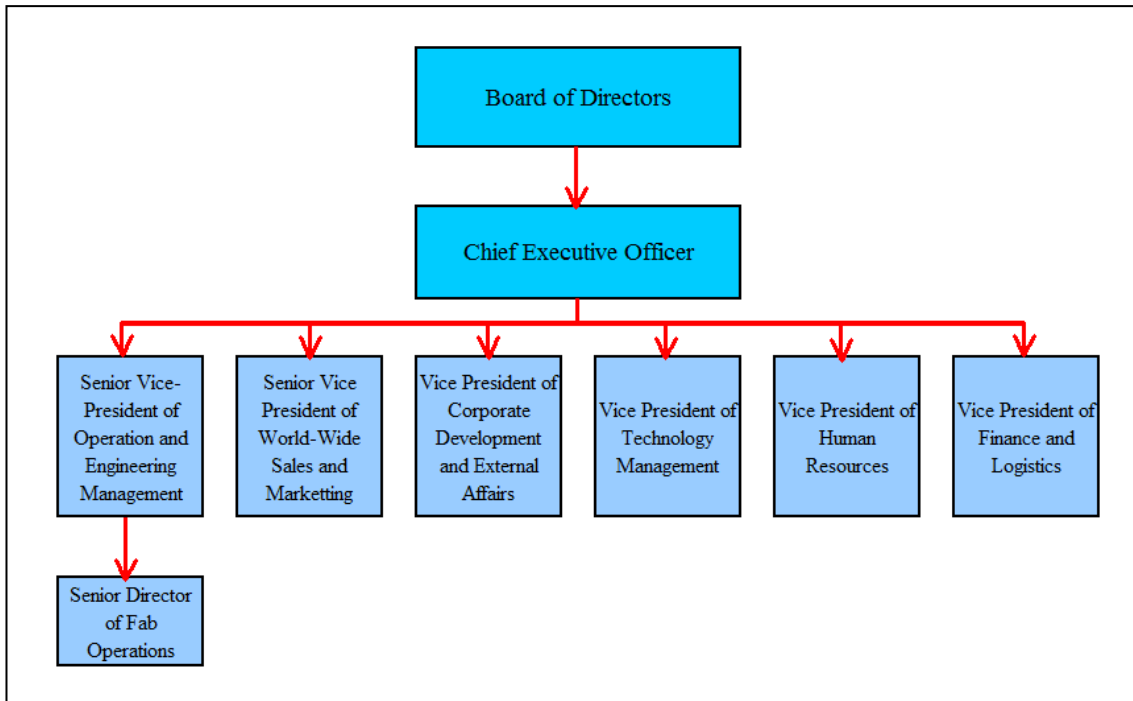 Board of Directors
Chief Executive Officer
Senior Vice-
President of
Operation and
Engineering
Management
Senior Vice
President of
World-Wide
Sales and
Marketting
Vice President of
Corporate
Development
and External
Affairs
Vice President of
Technology
Management
Vice President of
Human
Resources
Vice President of
Finance and
Logistics
Senior Director
of Fab
Operations